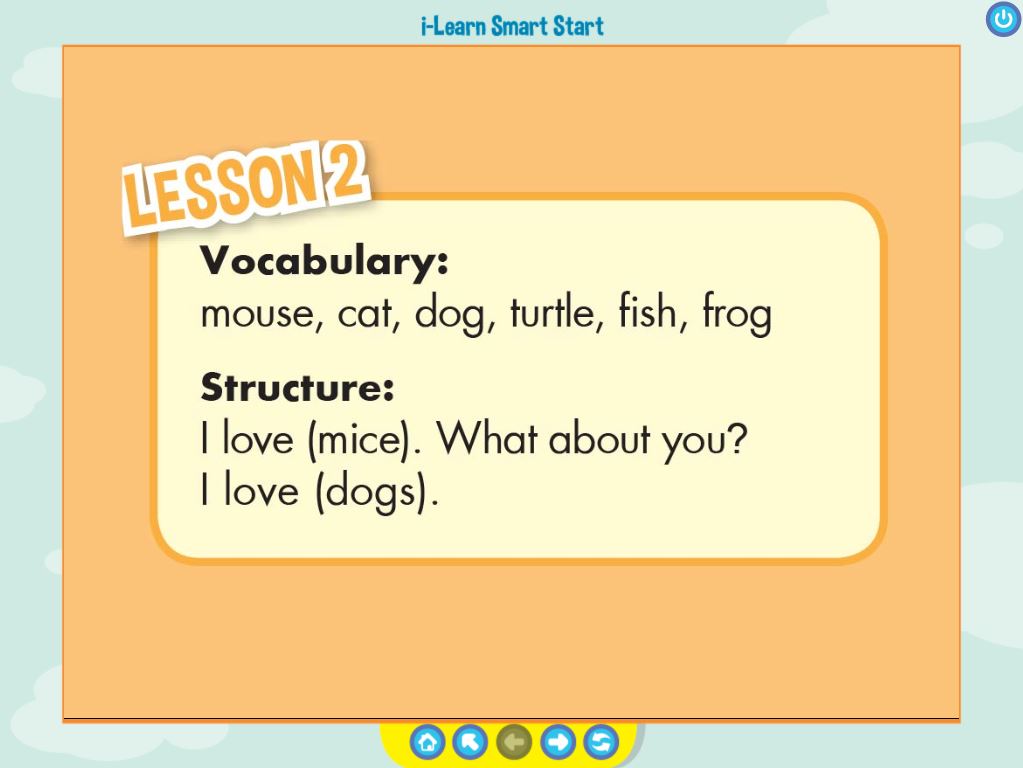 i-Learn Smart Start
LESSON 2
Vocabulary:
mouse, cat, dog, turtle, fish, frog
Structure:
I love (mice). What about you?
I love (dogs).